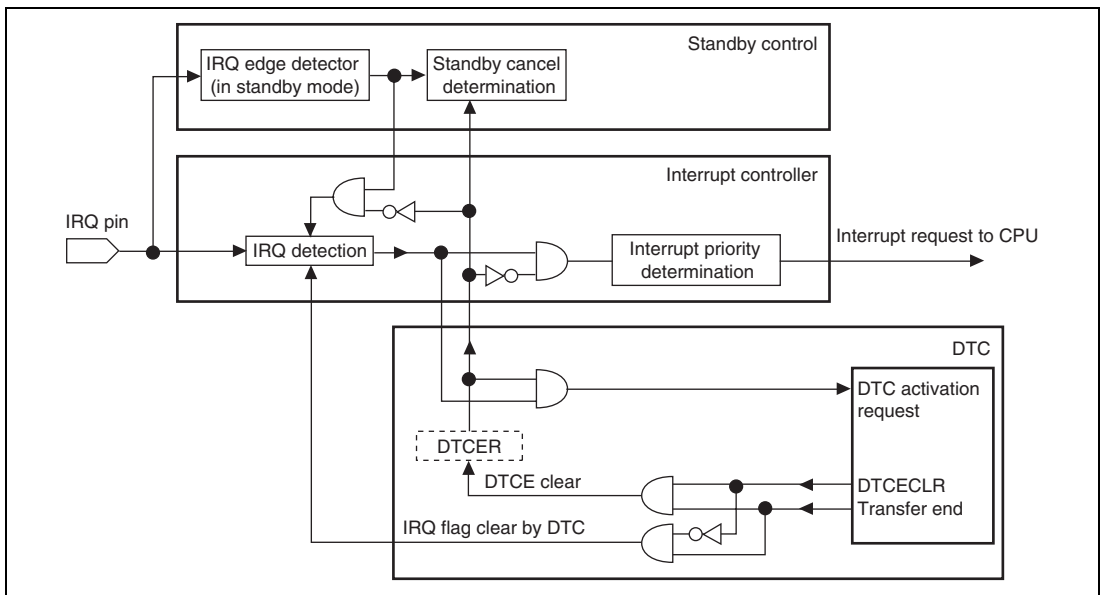 Standby control
IRQ edge detector
(in standby mode)
Standby cancel
determination
Interrupt controller
IRQ pin
IRQ detection
Interrupt priority
determination
Interrupt request to CPU
DTC
DTC activation
request
DTCER
DTCE clear
DTCECLR
Transfer end
IRQ flag clear by DTC